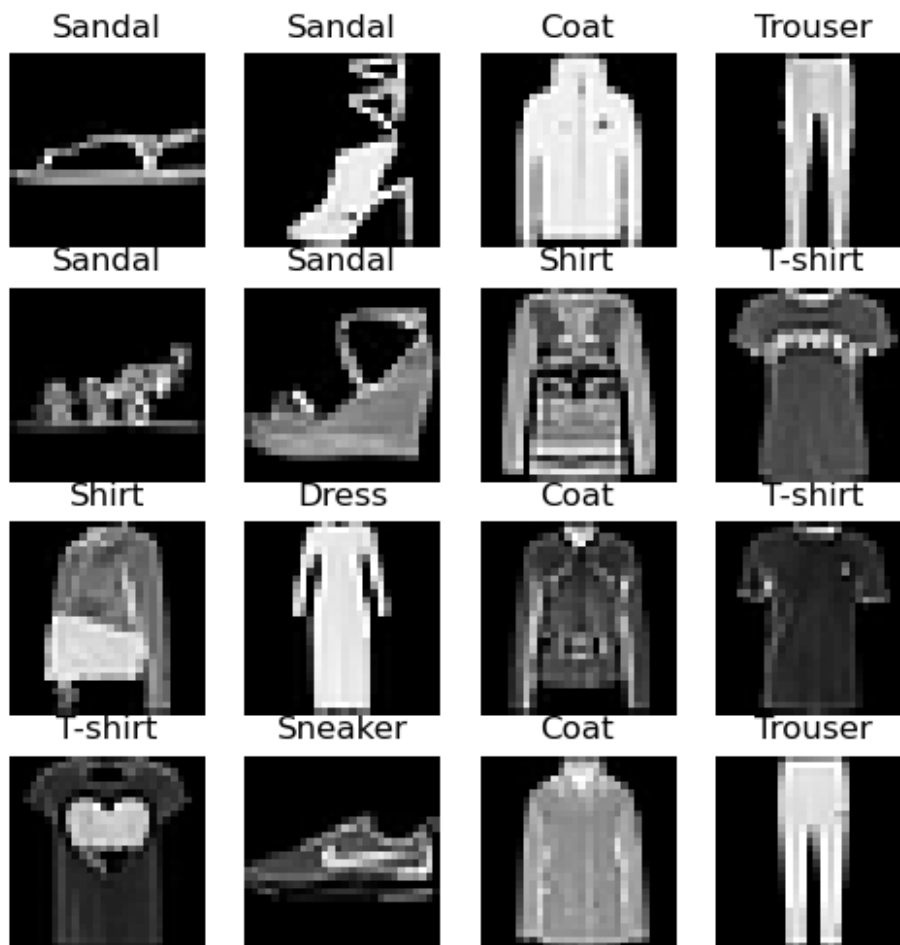 Sandal Sandal Coat Trouser
Sandal Sandal Shirt T-shirt
Shirt Dress Coat T-shirt
T-shirt Sneaker Coat Trouser